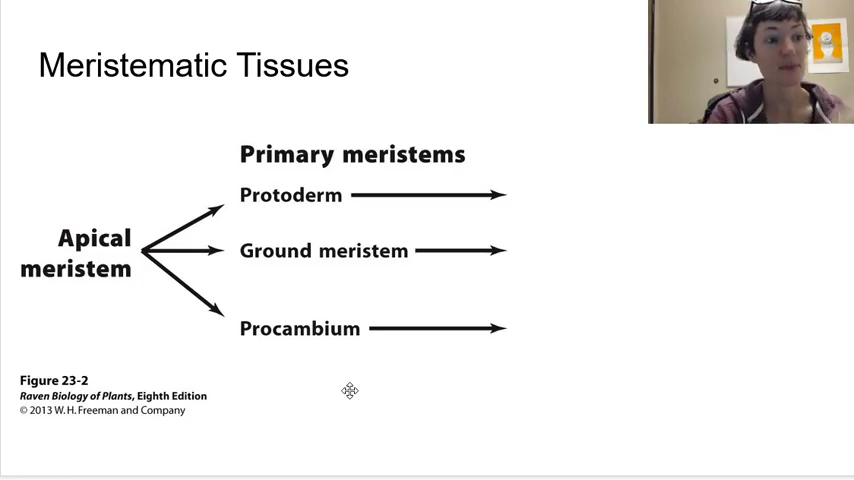 Meristematic Tissues
Primary meristems
Protoderm
Apical
meristem
Ground meristem
Procambium
Figure 23-2
Raven Biology of Plants, Eighth Edition
© 2013 W. H. Freeman and Company